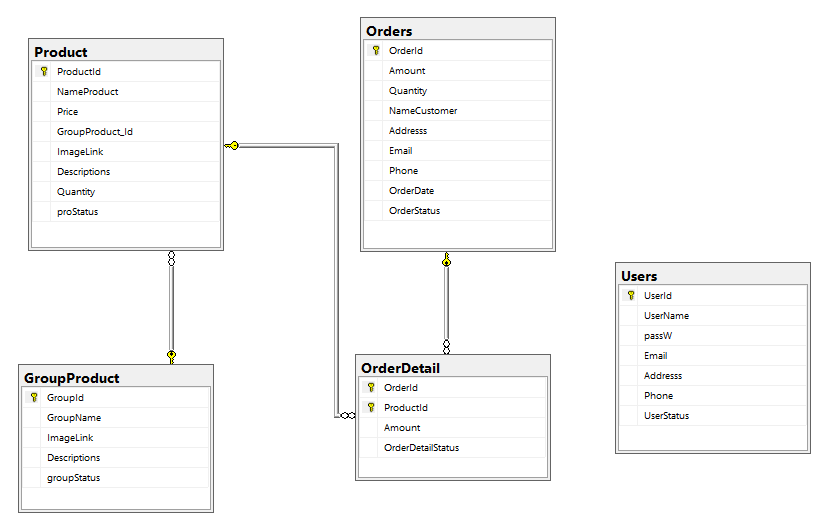 Product
ProductId
NameProduct
Price
GroupProduct_Id
ImageLink
Descriptions
Quantity
proStatus
Orders
OrderId
Amount
Quantity
NameCustomer
Addresss
Email
Phone
OrderDate
OrderStatus
GroupProduct
GroupId
GroupName
ImageLink
Descriptions
groupStatus
OrderDetail
OrderId
ProductId
Amount
OrderDetailStatus
Users
UserId
UserName
passW
Email
Addresss
Phone
UserStatus